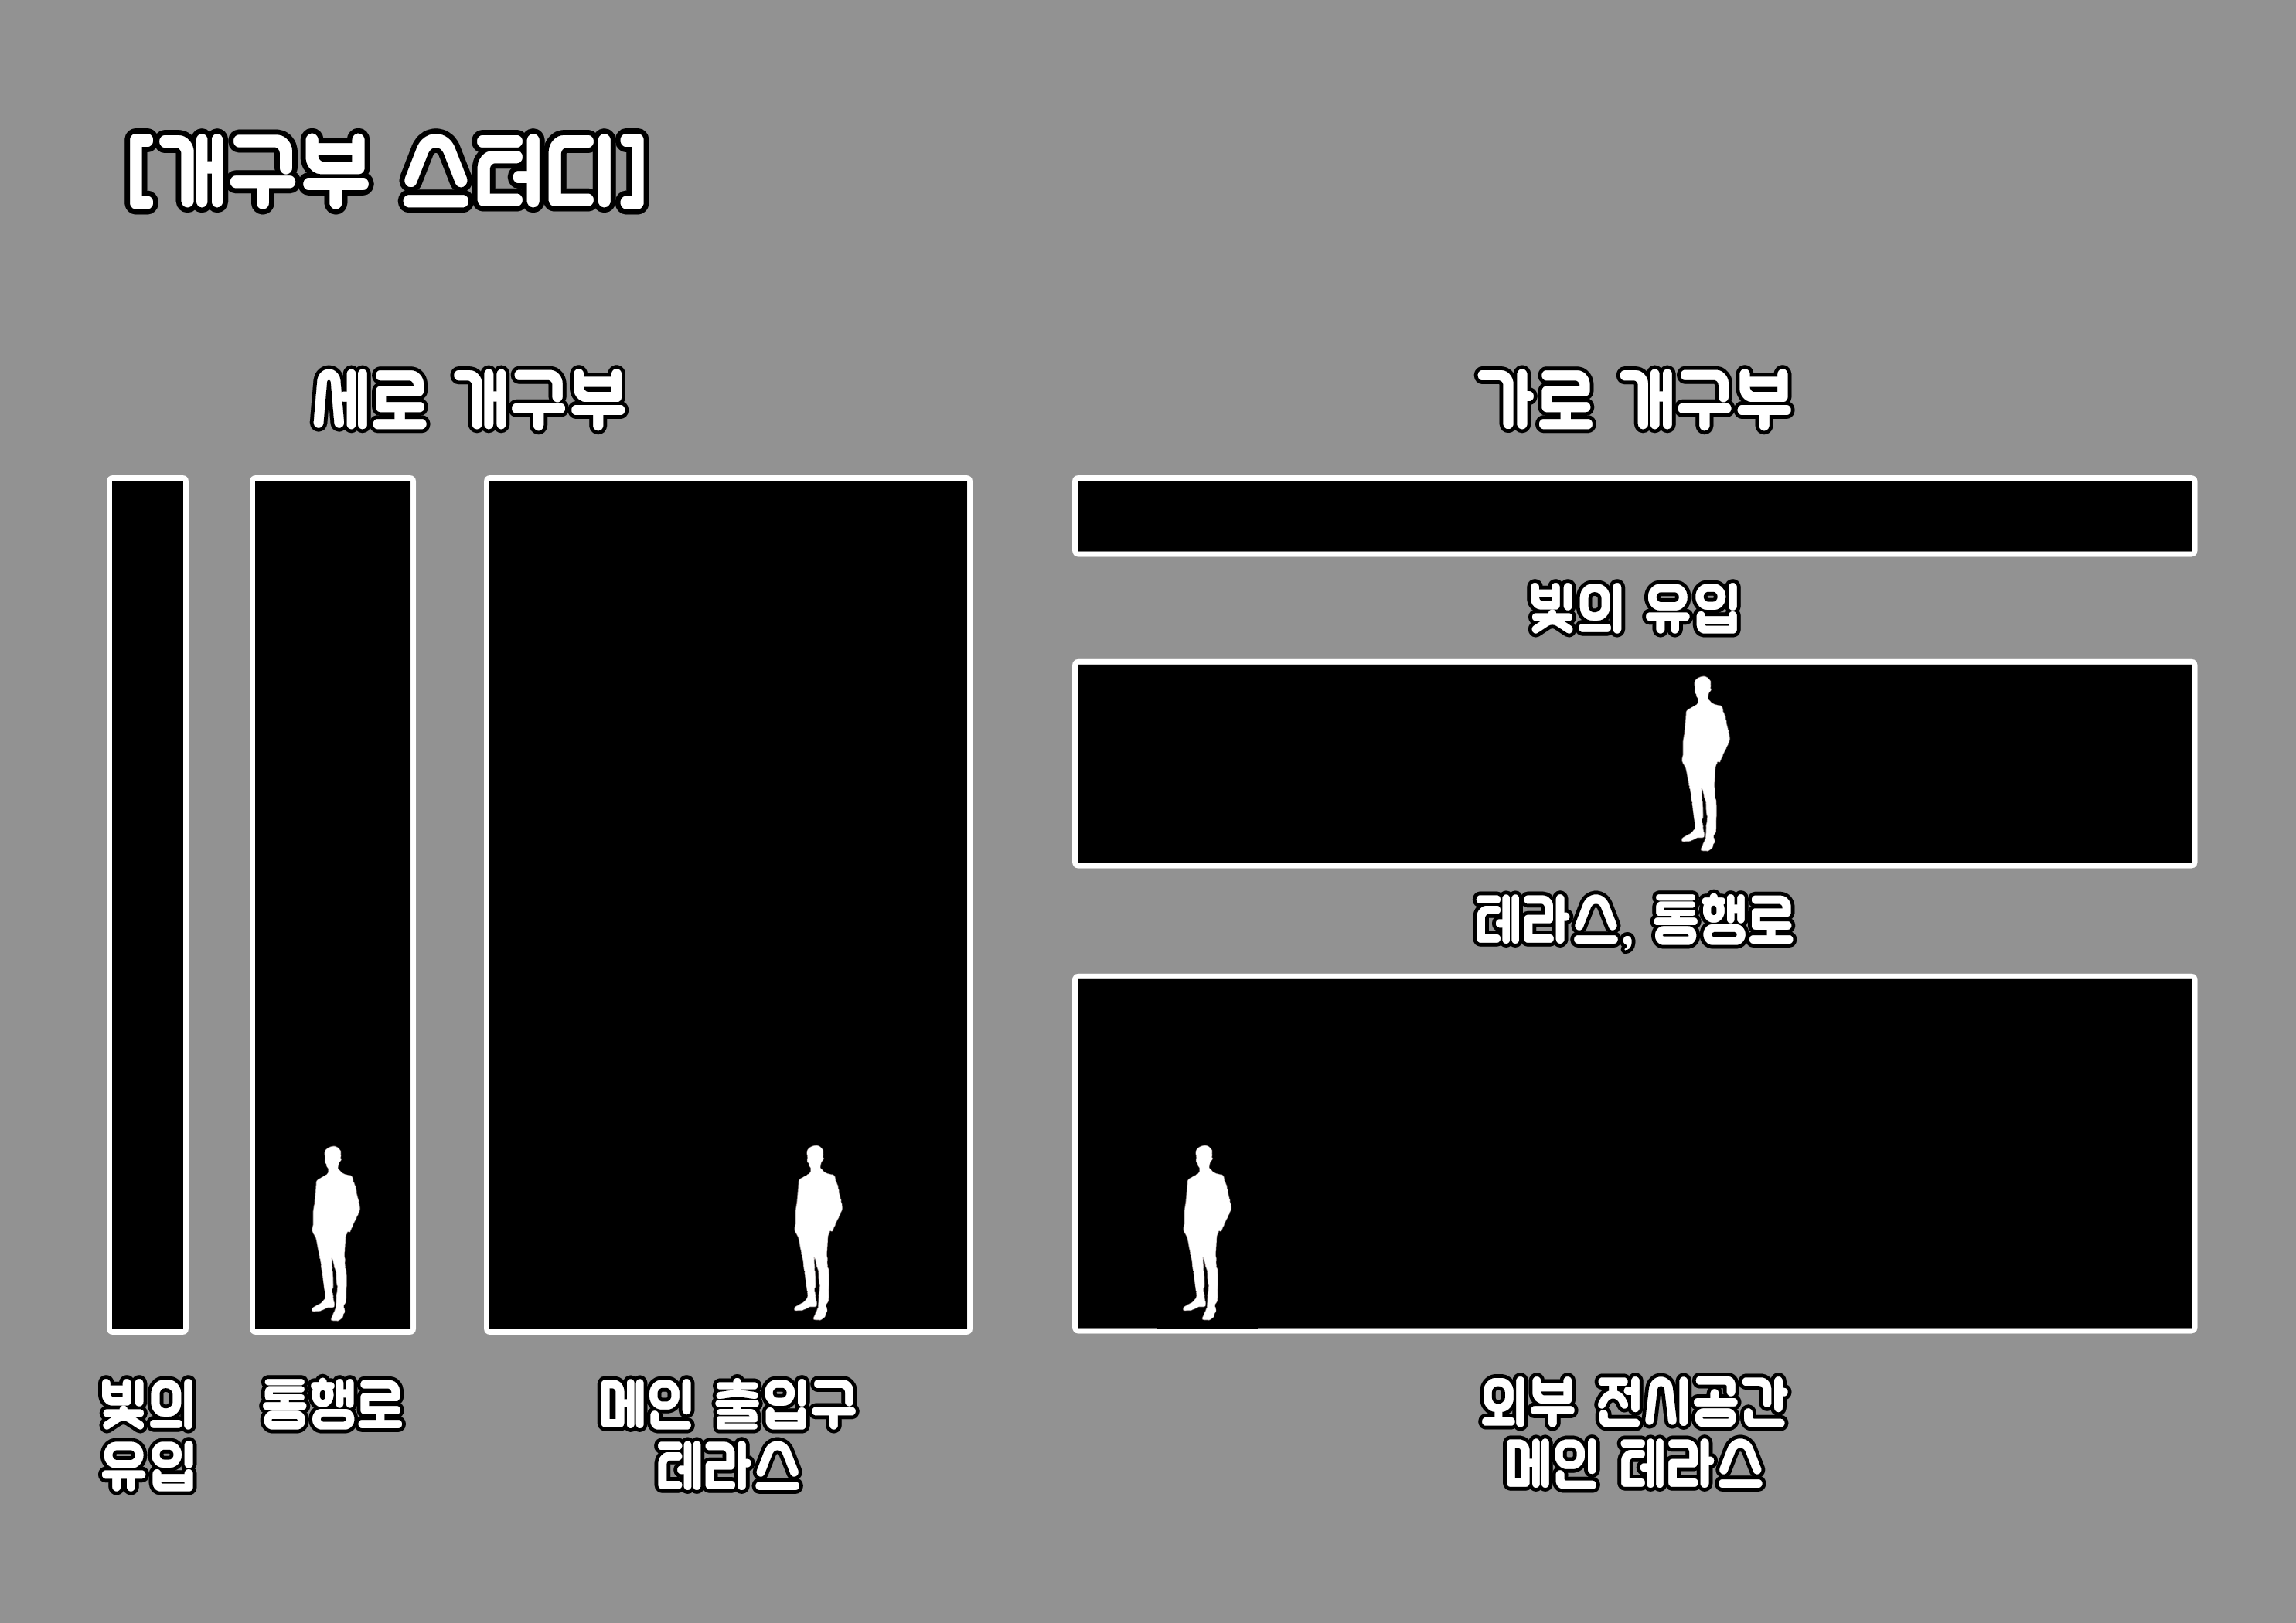 [개구부 스터디]
세로 개구부
가로 개구부
빛의 유입
테라스, 통행로
빛의
유입
통행로
메인 출입구
테라스
외부 전시공간
메인 테라스